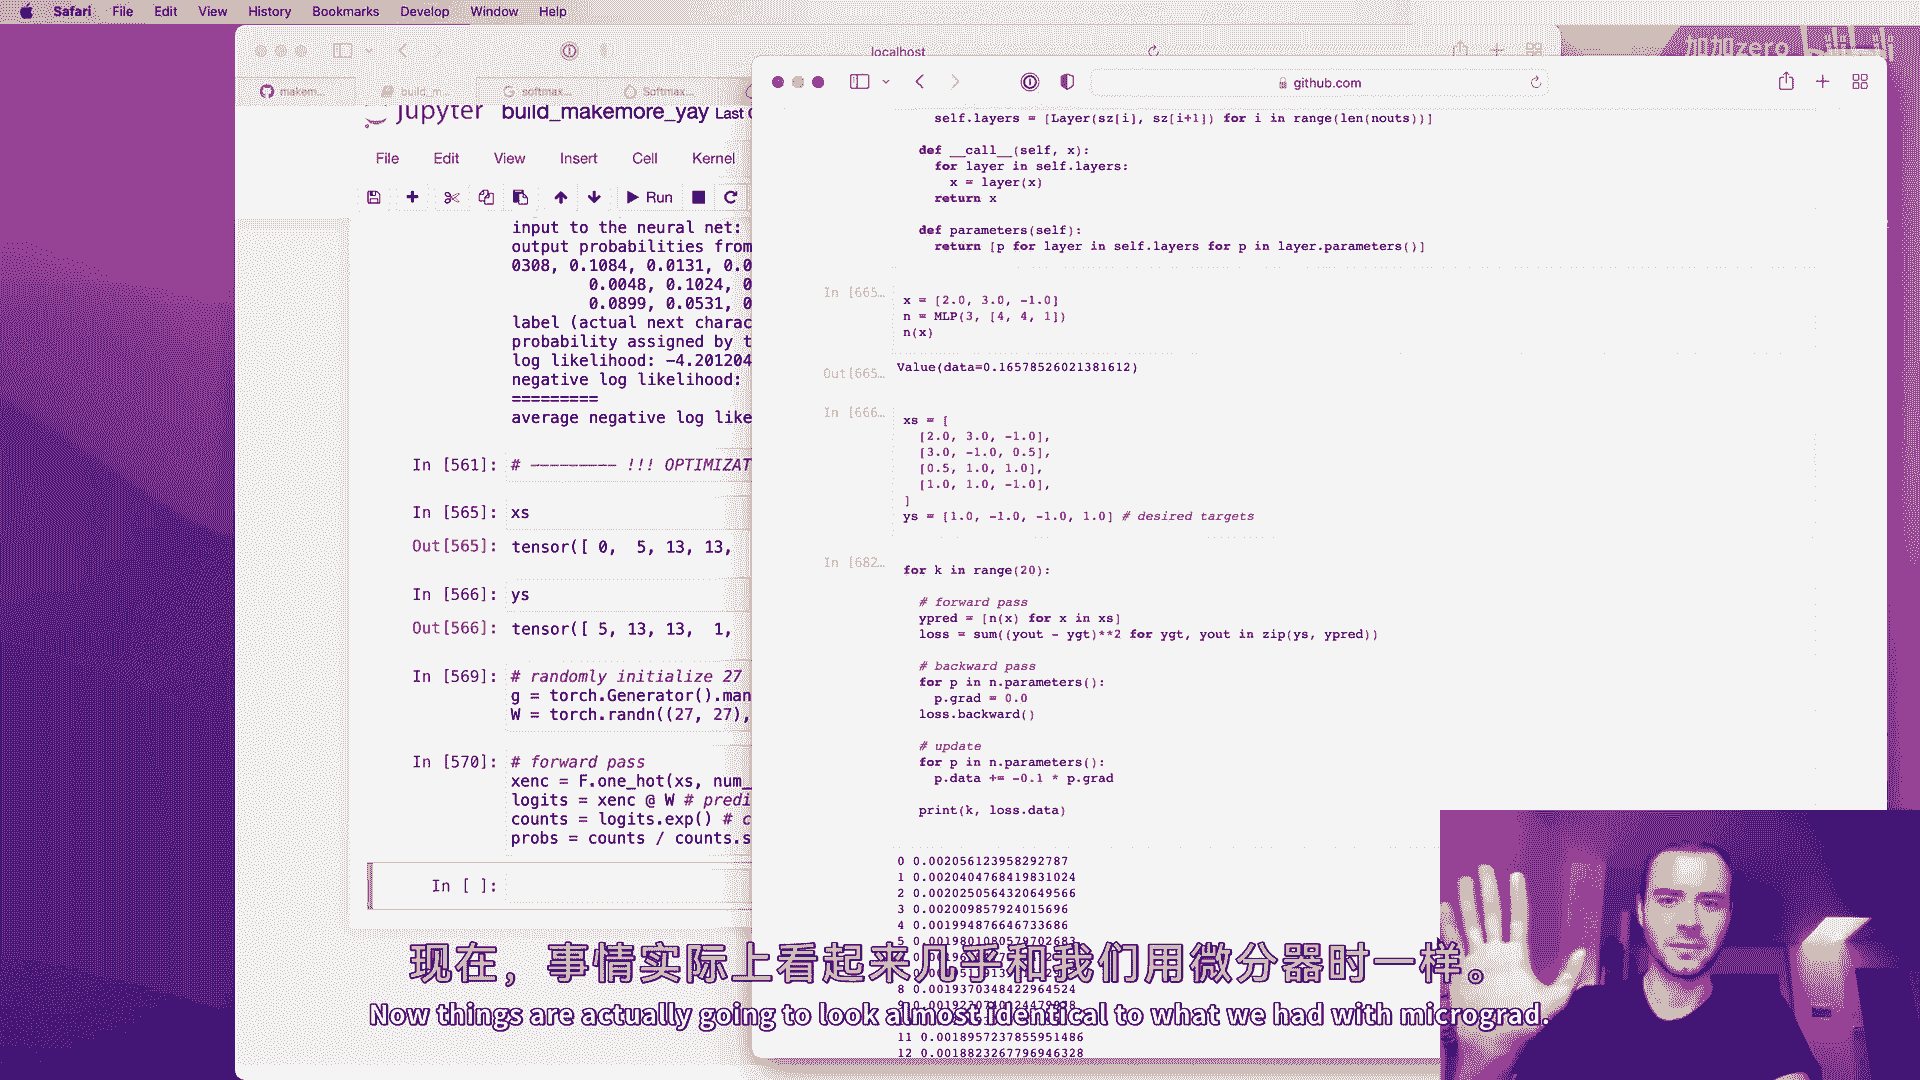 Safari File Edit View History Bookmarks Develop Window Help
localhost
加加zero
makem...
build_m...
softmax...
Softmax...
jupyter build_makemore_yay
File Edit View Insert Cell Kernel
Run
input to the neural net:
output probabilities from
0308, 0.1084, 0.0131, 0.0
0.0048, 0.1024, 0
0.0899, 0.0531, 0
label (actual next charac
probability assigned by t
log likelihood: -4.201204
negative log likelihood:
=========
average negative log like
In [561]: # ————————— !!! OPTIMIZAT
In [565]: xs
Out[565]: tensor([ 0, 5, 13, 13,
In [566]: ys
Out[566]: tensor([ 5, 13, 13, 1,
In [569]: # randomly initialize 27
g = torch.Generator().man
W = torch.randn((27, 27),
In [570]: # forward pass
xenc = F.one_hot(xs, num_
logits = xenc @ W # predi
counts = logits.exp() # c
probs = counts / counts.s
In [ ]:
github.com
self.layers = [Layer(sz[i], sz[i+1]) for i in range(len(nouts))]
def __call__(self, x):
for layer in self.layers:
x = layer(x)
return x
def parameters(self):
return [p for layer in self.layers for p in layer.parameters()]
In [665…
x = [2.0, 3.0, -1.0]
n = MLP(3, [4, 4, 1])
n(x)
Out[665…
Value(data=0.16578526021381612)
In [666…
xs = [
[2.0, 3.0, -1.0],
[3.0, -1.0, 0.5],
[0.5, 1.0, 1.0],
[1.0, 1.0, -1.0],
]
ys = [1.0, -1.0, -1.0, 1.0] # desired targets
In [682…
for k in range(20):
# forward pass
ypred = [n(x) for x in xs]
loss = sum((yout - ygt)**2 for ygt, yout in zip(ys, ypred))
# backward pass
for p in n.parameters():
p.grad = 0.0
loss.backward()
# update
for p in n.parameters():
p.data += -0.1 * p.grad
print(k, loss.data)
0 0.002056123958292787
1 0.0020404768419831024
2 0.0020250564320649566
3 0.002009857924015696
4 0.001994876646733686
5 0.0019801080579702683
8 0.0019370348422964524
11 0.0018957237855951486
12 0.0018823267796946328
现在，事情实际上看起来几乎和我们用微分器时一样。
Now things are actually going to look almost identical to what we had with micrograd.